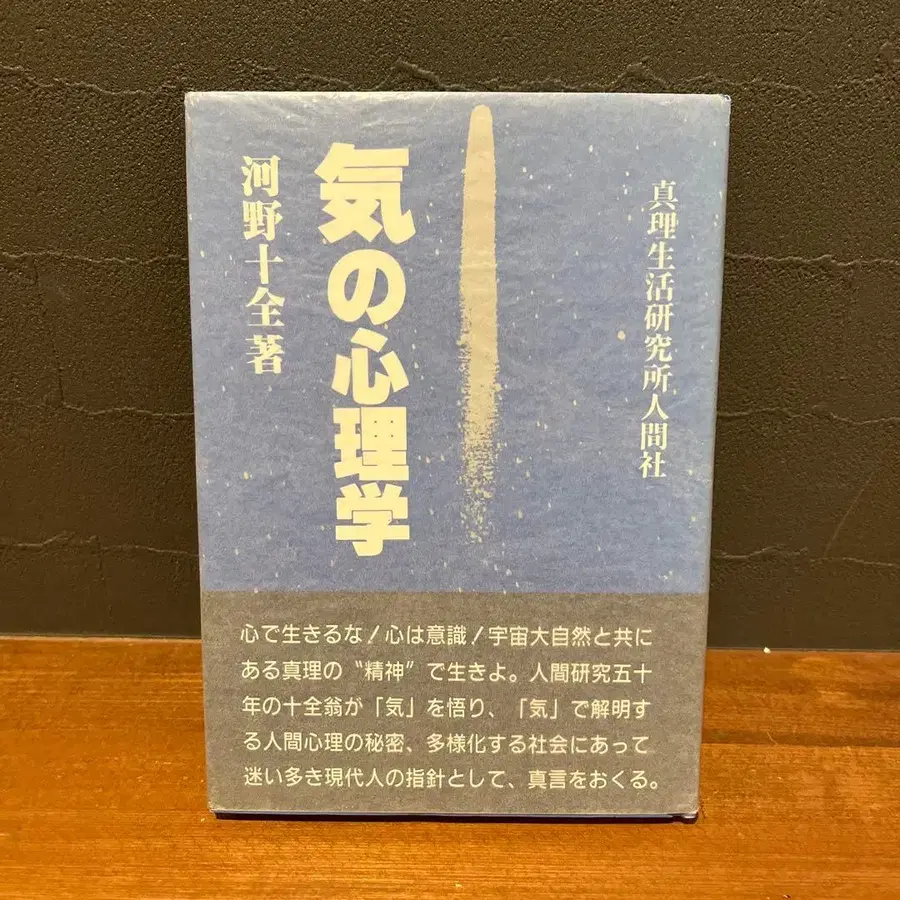 真理生活研究所人間社
気の心理学
河野十全著
心で生きるな!心は意識!宇宙大自然と共に
ある真理の“精神”で生きよ。人間研究五十
年の十全翁が「気」を悟り、「気」で解明す
る人間心理の秘密、多様化する社会にあって
迷い多き現代人の指針として、真言をおくる。